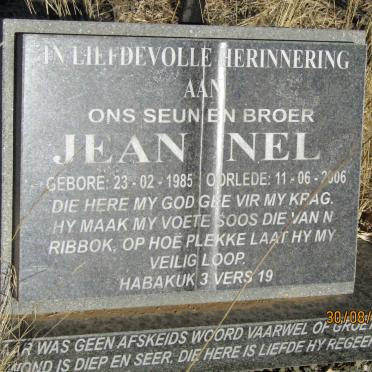 IN LIEFDEVOLLE HERINNERING
AAN
ONS SEUN EN BROER
JEAN NEL
GEBORE: 23-02-1985 OORLEDE: 11-06-2006
DIE HERE MY GOD GEE VIR MY KRAG.
HY MAAK MY VOETE SOOS DIE VAN N
RIBBOK, OP HOË PLEKKE LAAT HY MY
VEILIG LOOP.
HABAKUK 3 VERS 19
30/08/
WAS GEEN AFSKEIDS WOORD VAARWEL OF GROET
WOND IS DIEP EN SEER. DIE HERE IS LIEFDE HY REGEER